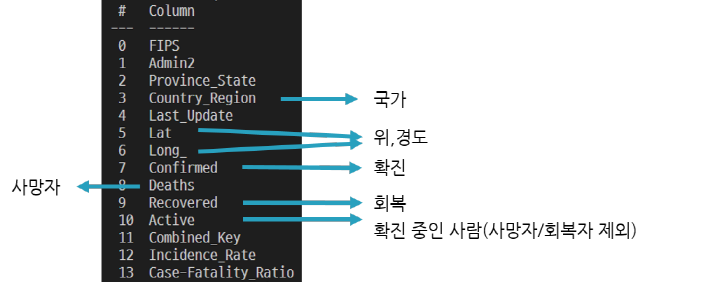 # Column
--- ------
0 FIPS
1 Admin2
2 Province_State
3 Country_Region 국가
4 Last_Update
5 Lat 위,경도
6 Long_
7 Confirmed 확진
사망자 8 Deaths
9 Recovered 회복
10 Active 확진 중인 사람(사망자/회복자 제외)
11 Combined_Key
12 Incidence_Rate
13 Case-Fatality_Ratio